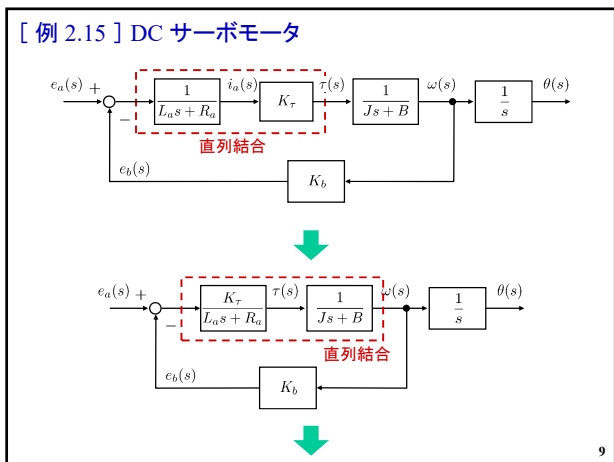 [ 例 2.15 ] DC サーボモータ
e_a(s) + − 1/(L_a s + R_a) i_a(s) K_τ τ(s) 1/(Js + B) ω(s) 1/s θ(s)
直列結合
e_b(s) K_b
e_a(s) + − K_τ/(L_a s + R_a) τ(s) 1/(Js + B) ω(s) 1/s θ(s)
直列結合
e_b(s) K_b
9